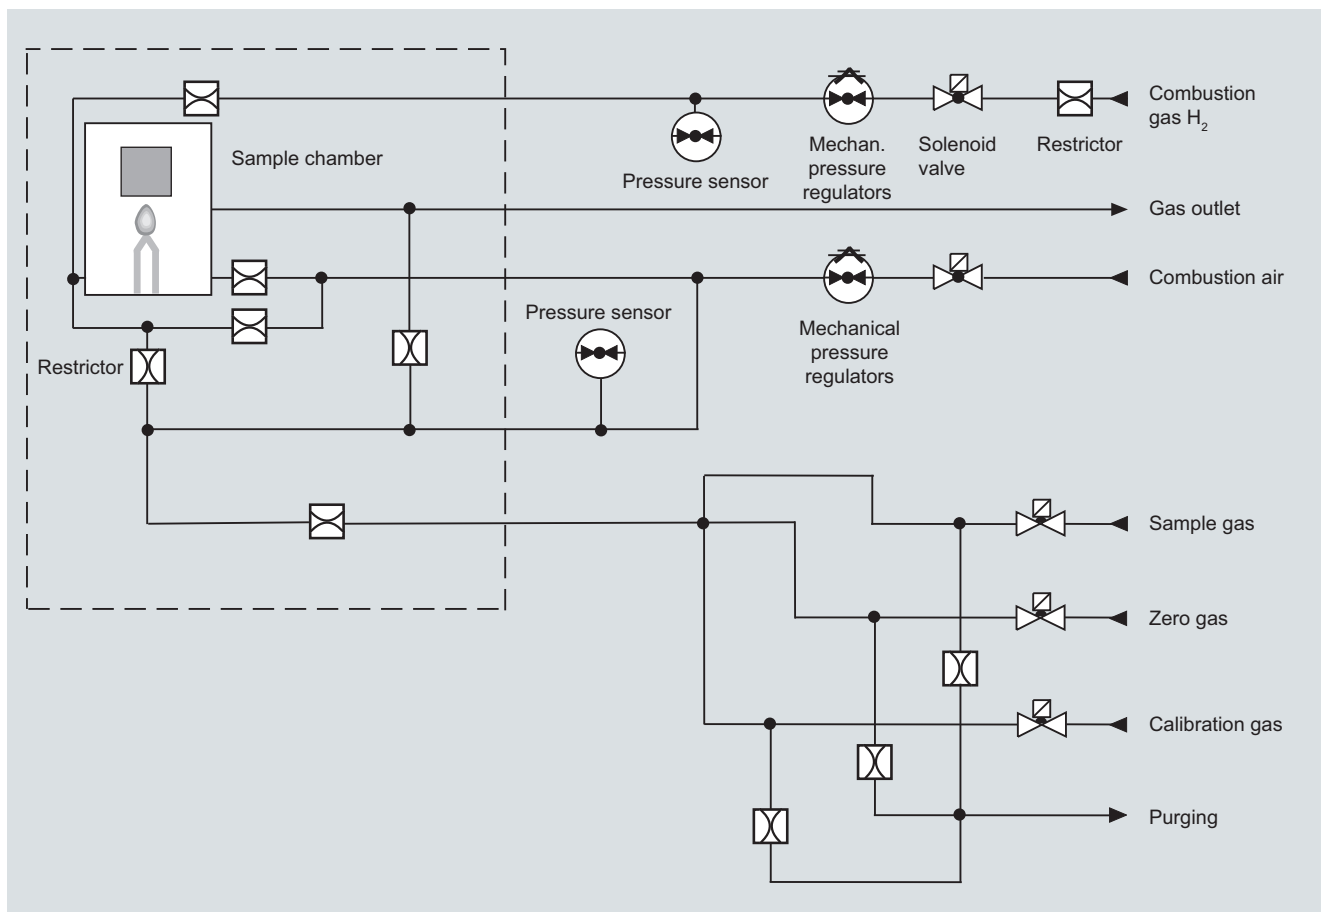 Combustion
gas H₂
Sample chamber
Mechan.
pressure
regulators
Solenoid
valve
Restrictor
Pressure sensor
Gas outlet
Combustion air
Pressure sensor
Mechanical
pressure
regulators
Restrictor
Sample gas
Zero gas
Calibration gas
Purging